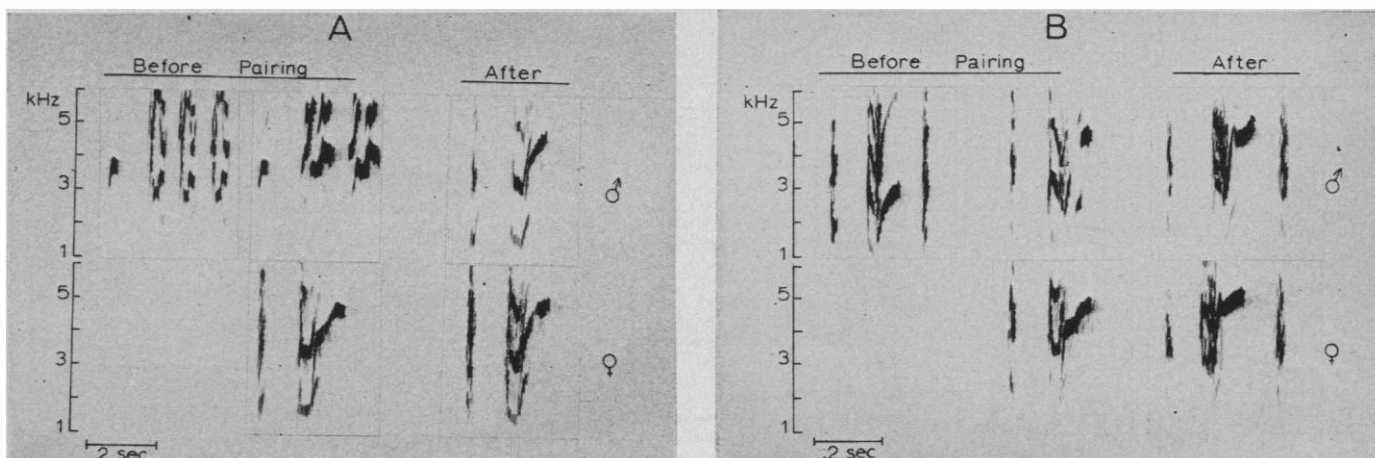 A
Before Pairing After
kHz
5
3
1
♂
5
3
1
♀
.2 sec
B
Before Pairing After
kHz
5
3
1
♂
5
3
1
♀
.2 sec